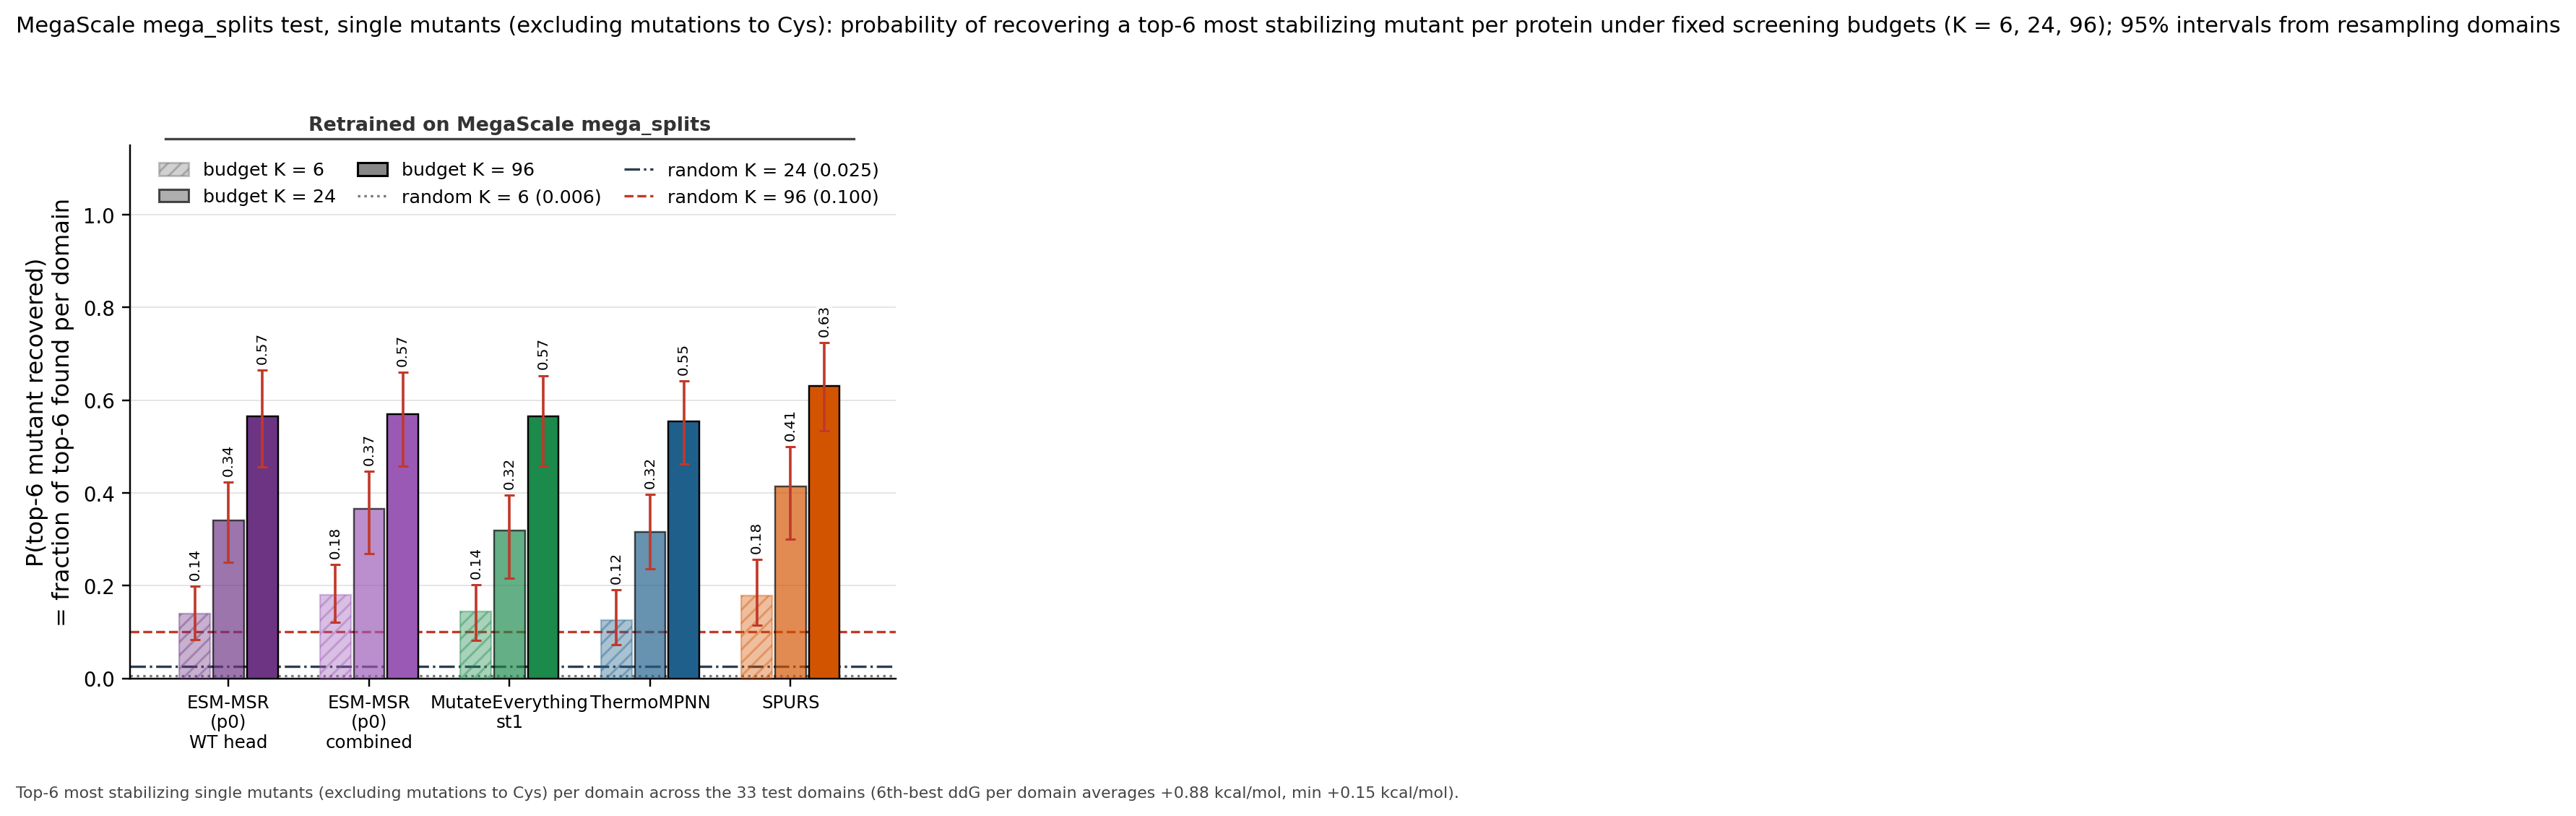 MegaScale mega_splits test, single mutants (excluding mutations to Cys): probability of recovering a top-6 most stabilizing mutant per protein under fixed screening budgets (K = 6, 24, 96); 95% intervals from resampling domains
Retrained on MegaScale mega_splits
budget K = 6
budget K = 24
budget K = 96
random K = 6 (0.006)
random K = 24 (0.025)
random K = 96 (0.100)
P(top-6 mutant recovered)
= fraction of top-6 found per domain
1.0
0.8
0.6
0.4
0.2
0.0
0.14
0.34
0.57
0.18
0.37
0.57
0.14
0.32
0.57
0.12
0.32
0.55
0.18
0.41
0.63
ESM-MSR
(p0)
WT head
ESM-MSR
(p0)
combined
MutateEverything
st1
ThermoMPNN
SPURS
Top-6 most stabilizing single mutants (excluding mutations to Cys) per domain across the 33 test domains (6th-best ddG per domain averages +0.88 kcal/mol, min +0.15 kcal/mol).